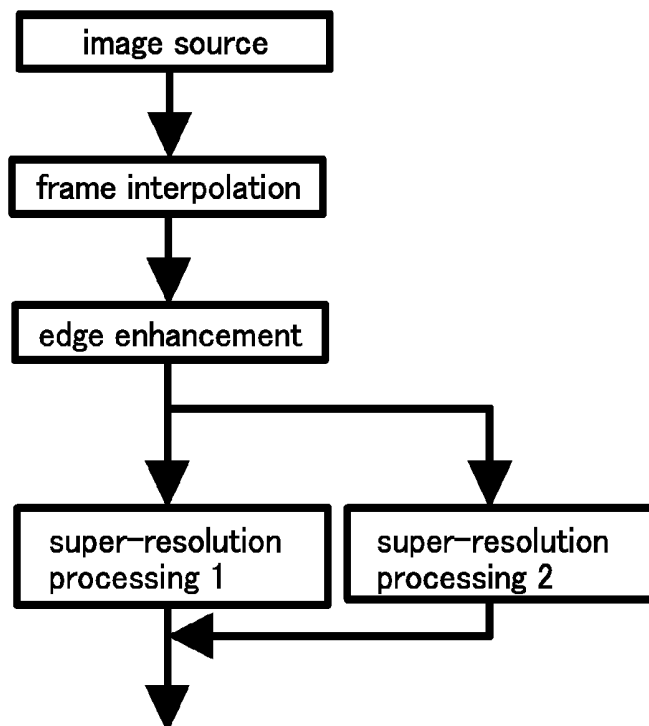 image source
frame interpolation
edge enhancement
super-resolution
processing 1
super-resolution
processing 2